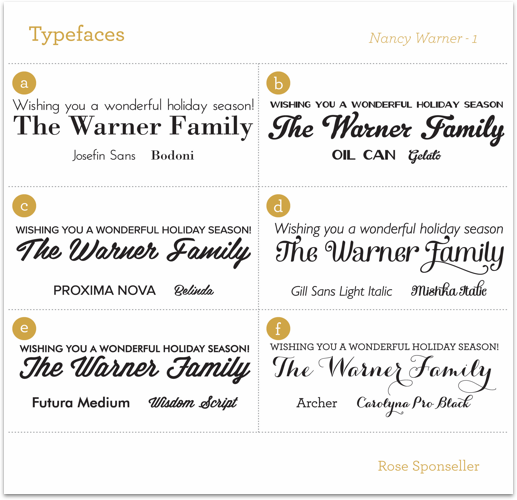 Typefaces
Nancy Warner - 1
a
Wishing you a wonderful holiday season!
The Warner Family
Josefin Sans Bodoni
b
WISHING YOU A WONDERFUL HOLIDAY SEASON
The Warner Family
OIL CAN Gelato
c
WISHING YOU A WONDERFUL HOLIDAY SEASON!
The Warner Family
PROXIMA NOVA Belinda
d
Wishing you a wonderful holiday season
The Warner Family
Gill Sans Light Italic Mishka Italic
e
WISHING YOU A WONDERFUL HOLIDAY SEASON!
The Warner Family
Futura Medium Wisdom Script
f
WISHING YOU A WONDERFUL HOLIDAY SEASON!
The Warner Family
Archer Carolyna Pro Black
Rose Sponseller